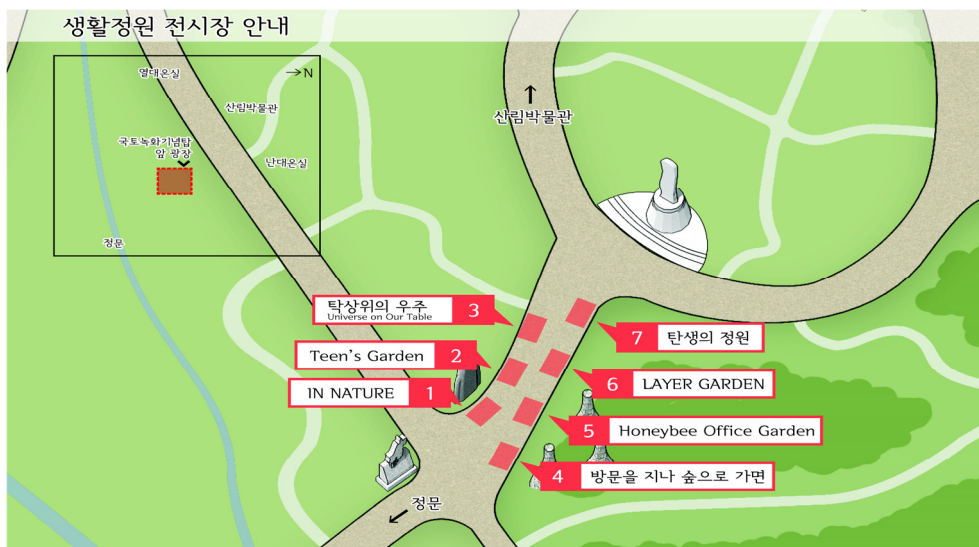 생활정원 전시장 안내
열대온실
→N
산림박물관
국토녹화기념탑
앞 광장
난대온실
정문
↑
산림박물관
탁상위의 우주 3
Universe on Our Table
Teen's Garden 2
IN NATURE 1
7 탄생의 정원
6 LAYER GARDEN
5 Honeybee Office Garden
4 방문을 지나 숲으로 가면
정문
←